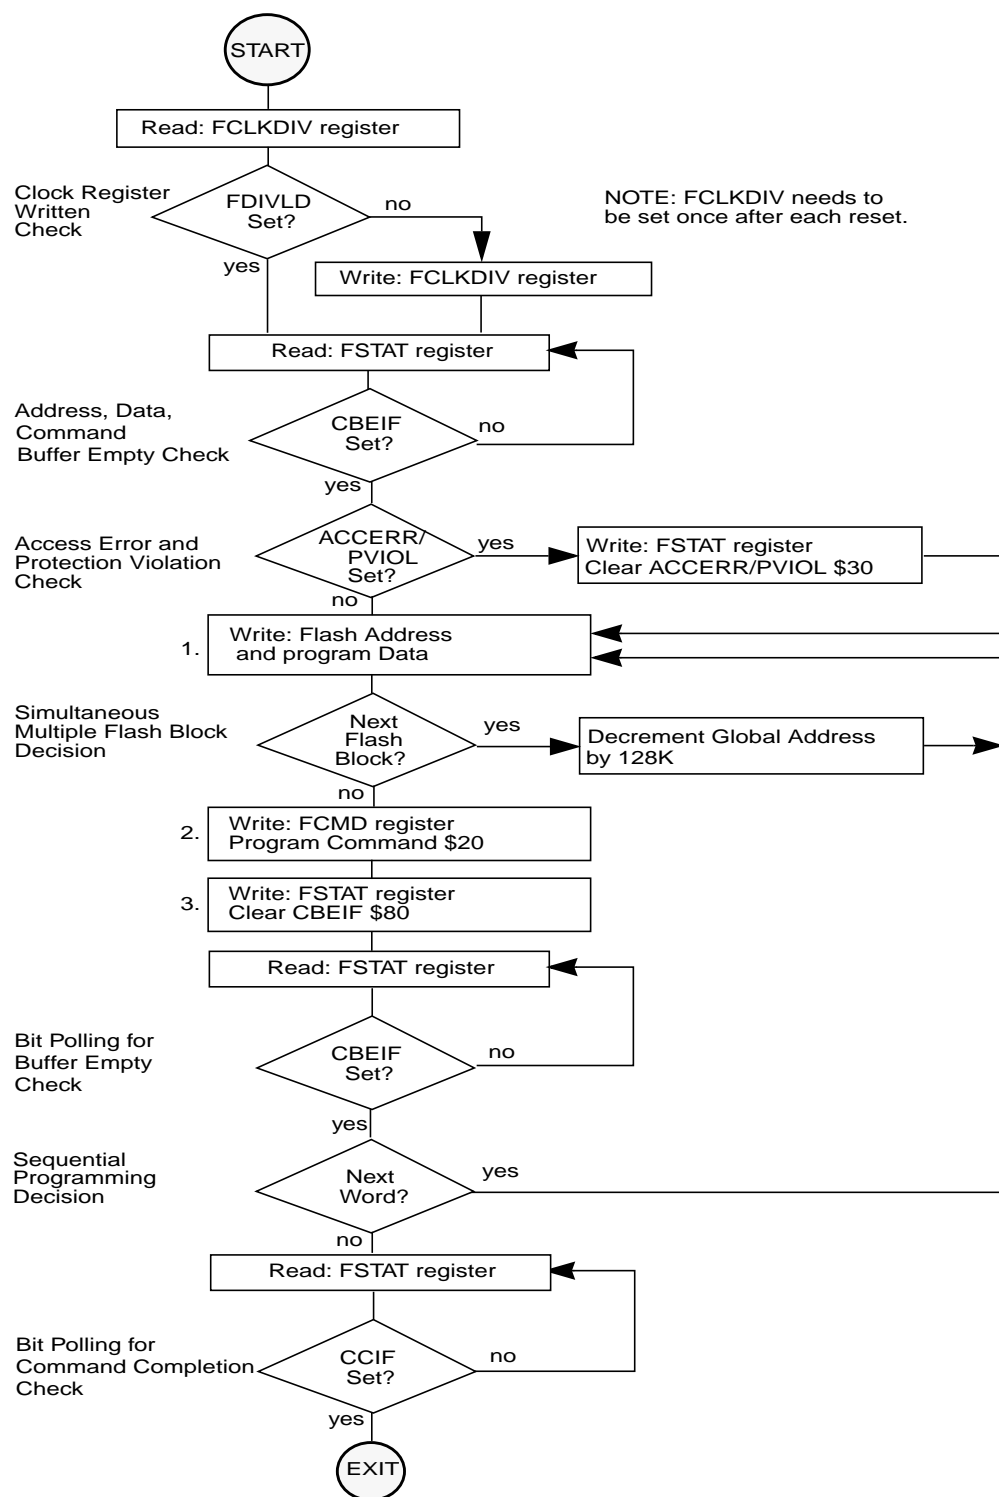 START
Read: FCLKDIV register
Clock Register
Written
Check
FDIVLD
Set?
no
yes
NOTE: FCLKDIV needs to
be set once after each reset.
Write: FCLKDIV register
Read: FSTAT register
Address, Data,
Command
Buffer Empty Check
CBEIF
Set?
no
yes
Access Error and
Protection Violation
Check
ACCERR/
PVIOL
Set?
yes
no
Write: FSTAT register
Clear ACCERR/PVIOL $30
1.
Write: Flash Address
and program Data
Simultaneous
Multiple Flash Block
Decision
Next
Flash
Block?
yes
no
Decrement Global Address
by 128K
2.
Write: FCMD register
Program Command $20
3.
Write: FSTAT register
Clear CBEIF $80
Read: FSTAT register
Bit Polling for
Buffer Empty
Check
CBEIF
Set?
no
yes
Sequential
Programming
Decision
Next
Word?
yes
no
Read: FSTAT register
Bit Polling for
Command Completion
Check
CCIF
Set?
no
yes
EXIT